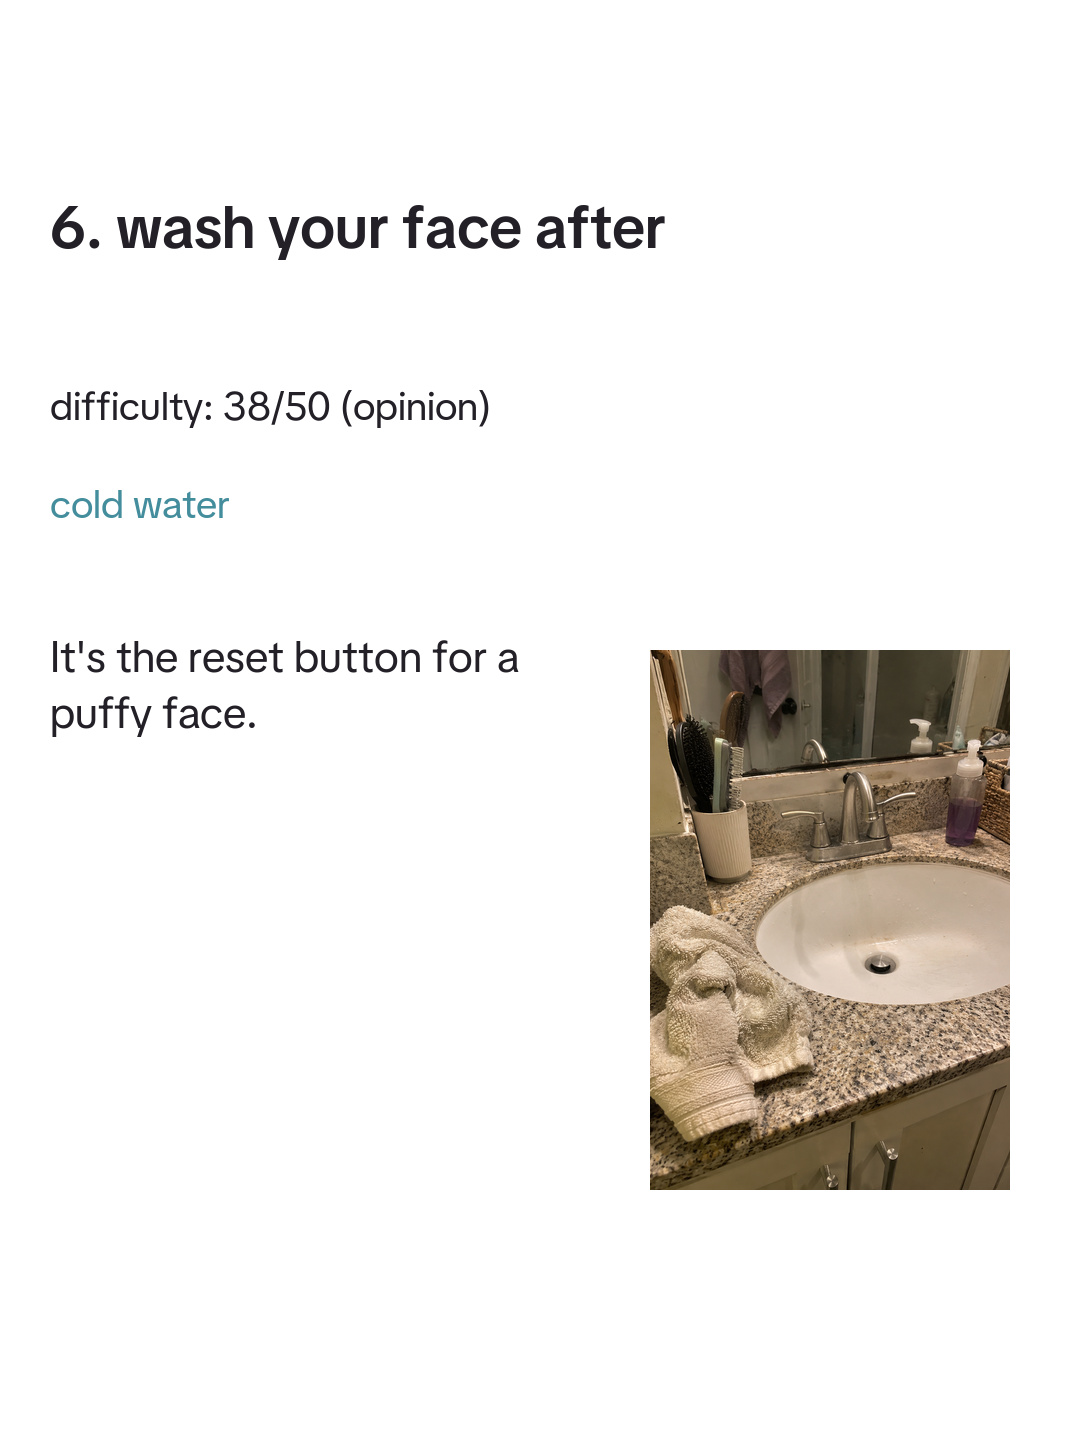 6. wash your face after
difficulty: 38/50 (opinion)
cold water
It's the reset button for a
puffy face.